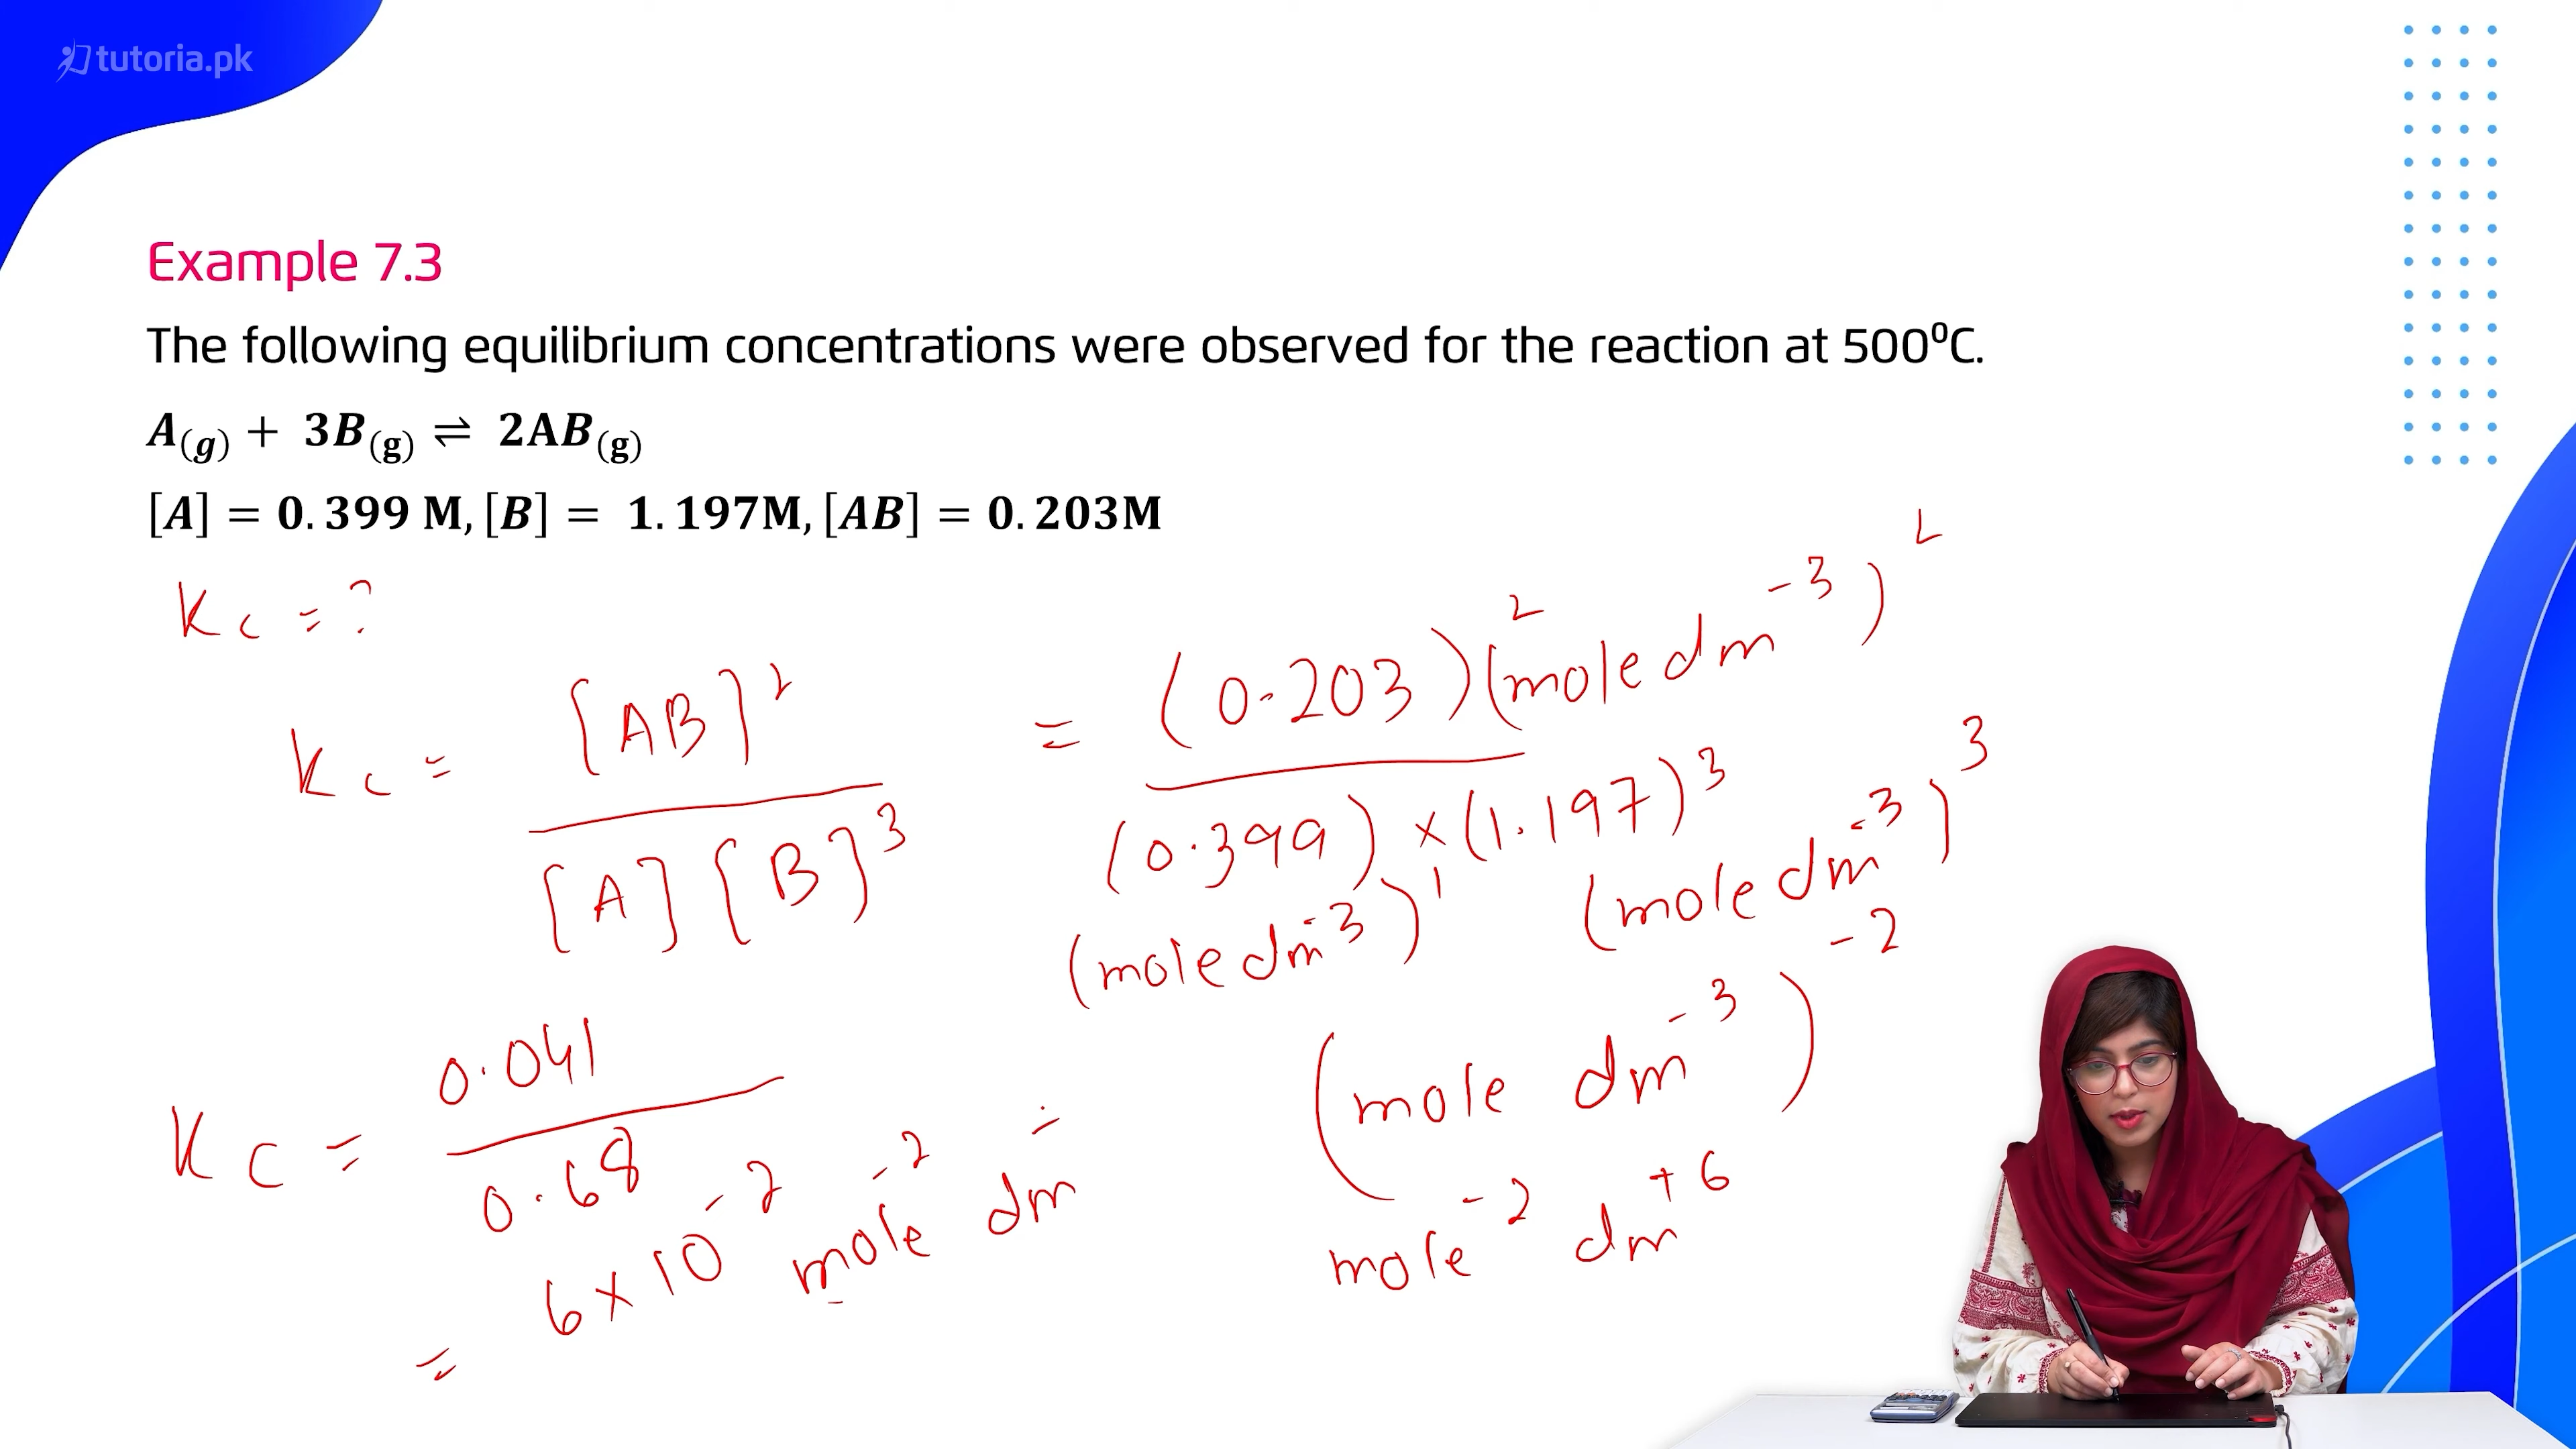 tutoria.pk
Example 7.3
The following equilibrium concentrations were observed for the reaction at 500⁰C.
A₍g₎ + 3B₍g₎ ⇌ 2AB₍g₎
[A] = 0.399 M, [B] = 1.197M, [AB] = 0.203M
Kc = ?
Kc = [AB]² / [A][B]³ = (0.203)² (mole dm⁻³)² / (0.399) × (1.197)³
(mole dm⁻³)¹ (mole dm⁻³)³
(mole dm⁻³)⁻²
Kc = 0.041 / 0.68
mole⁻² dm⁺⁶
= 6×10⁻² mole⁻² dm